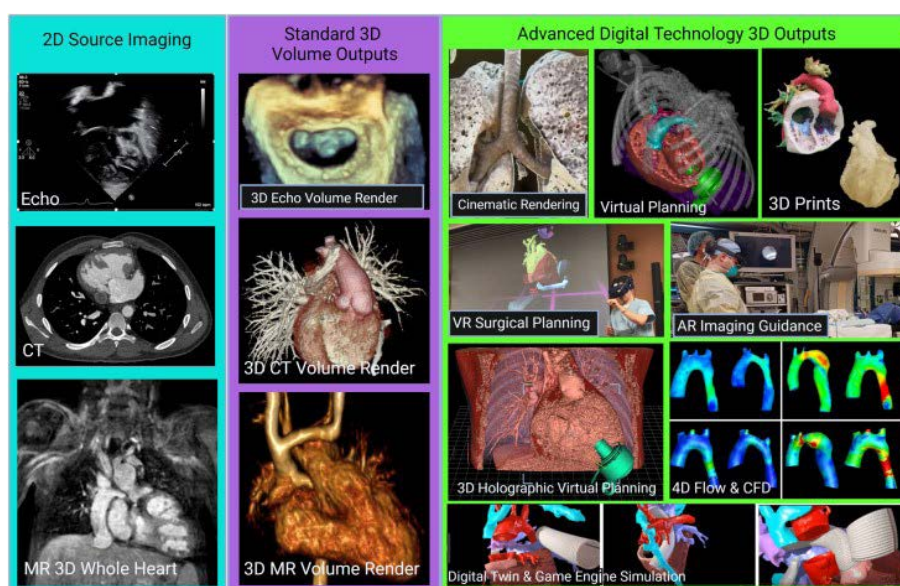 2D Source Imaging
Echo
CT
MR 3D Whole Heart
Standard 3D
Volume Outputs
3D Echo Volume Render
3D CT Volume Render
3D MR Volume Render
Advanced Digital Technology 3D Outputs
Cinematic Rendering
Virtual Planning
3D Prints
VR Surgical Planning
AR Imaging Guidance
3D Holographic Virtual Planning
4D Flow & CFD
Digital Twin & Game Engine Simulation